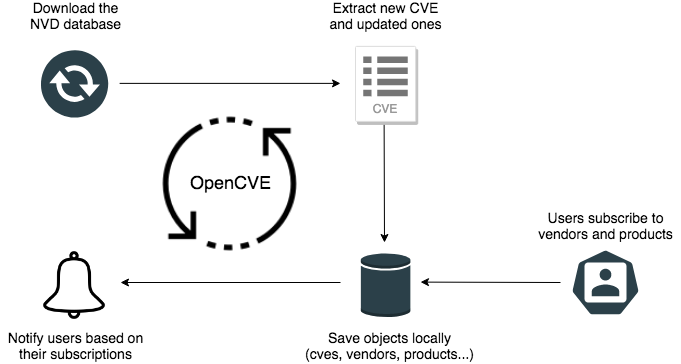 Download the
NVD database
Extract new CVE
and updated ones
CVE
OpenCVE
Users subscribe to
vendors and products
Notify users based on
their subscriptions
Save objects locally
(cves, vendors, products...)